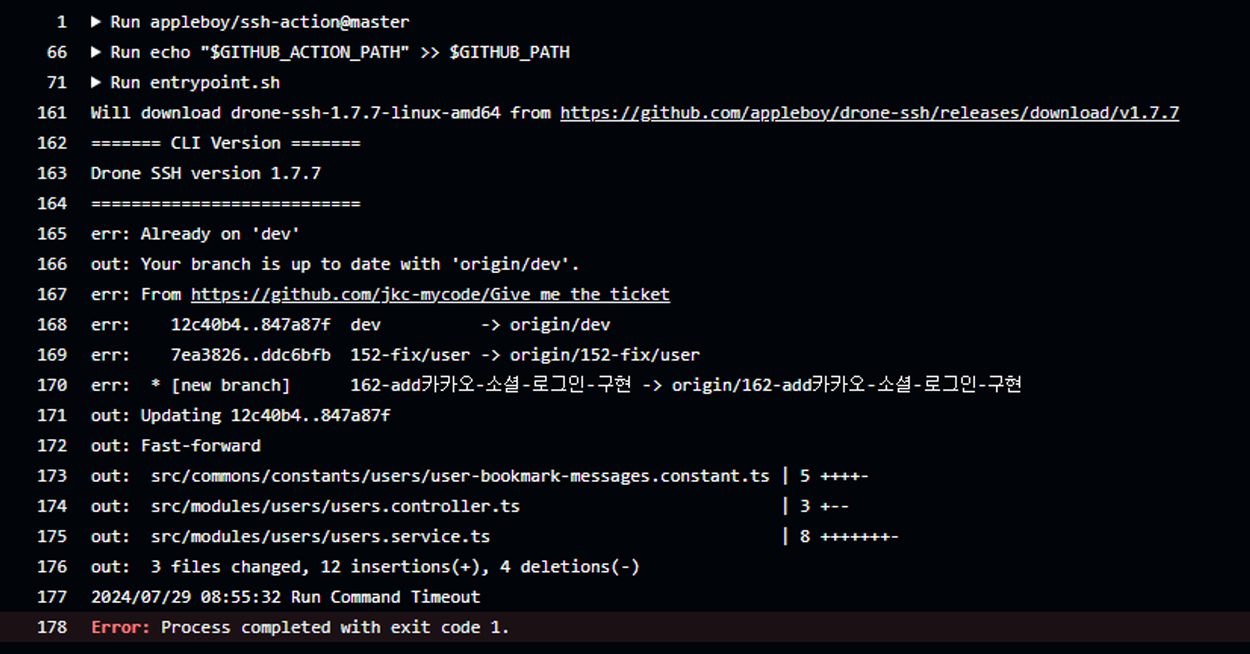 1 ▶ Run appleboy/ssh-action@master
66 ▶ Run echo "$GITHUB_ACTION_PATH" >> $GITHUB_PATH
71 ▶ Run entrypoint.sh
161 Will download drone-ssh-1.7.7-linux-amd64 from https://github.com/appleboy/drone-ssh/releases/download/v1.7.7
162 ======= CLI Version =======
163 Drone SSH version 1.7.7
164 ===========================
165 err: Already on 'dev'
166 out: Your branch is up to date with 'origin/dev'.
167 err: From https://github.com/jkc-mycode/Give_me_the_ticket
168 err:    12c40b4..847a87f  dev          -> origin/dev
169 err:    7ea3826..ddc6bfb  152-fix/user -> origin/152-fix/user
170 err:  * [new branch]      162-add카카오-소셜-로그인-구현 -> origin/162-add카카오-소셜-로그인-구현
171 out: Updating 12c40b4..847a87f
172 out: Fast-forward
173 out:  src/commons/constants/users/user-bookmark-messages.constant.ts | 5 ++++-
174 out:  src/modules/users/users.controller.ts                          | 3 +--
175 out:  src/modules/users/users.service.ts                             | 8 +++++++-
176 out:  3 files changed, 12 insertions(+), 4 deletions(-)
177 2024/07/29 08:55:32 Run Command Timeout
178 Error: Process completed with exit code 1.